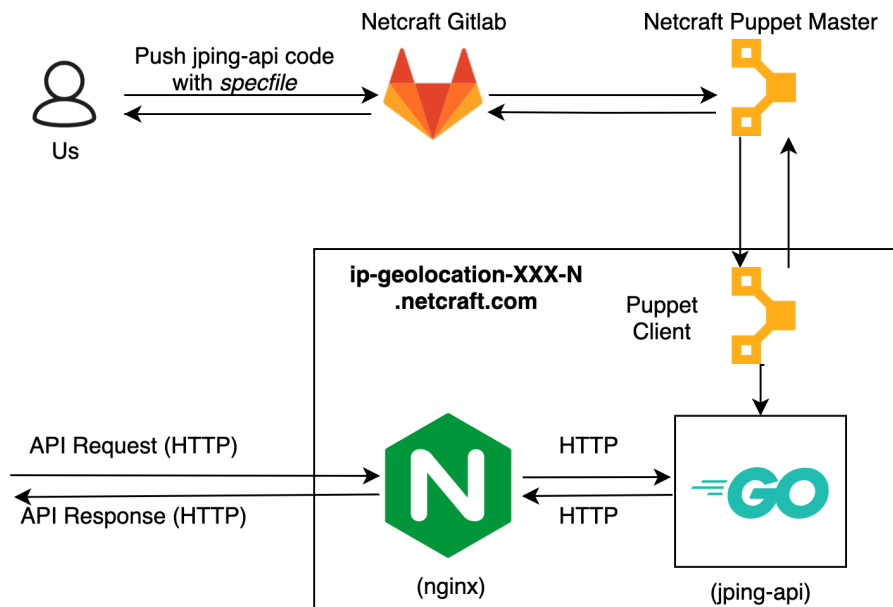 Netcraft Gitlab
Netcraft Puppet Master
Push jping-api code
with specfile
Us
ip-geolocation-XXX-N
.netcraft.com
Puppet
Client
API Request (HTTP)
HTTP
N
GO
API Response (HTTP)
HTTP
(nginx)
(jping-api)